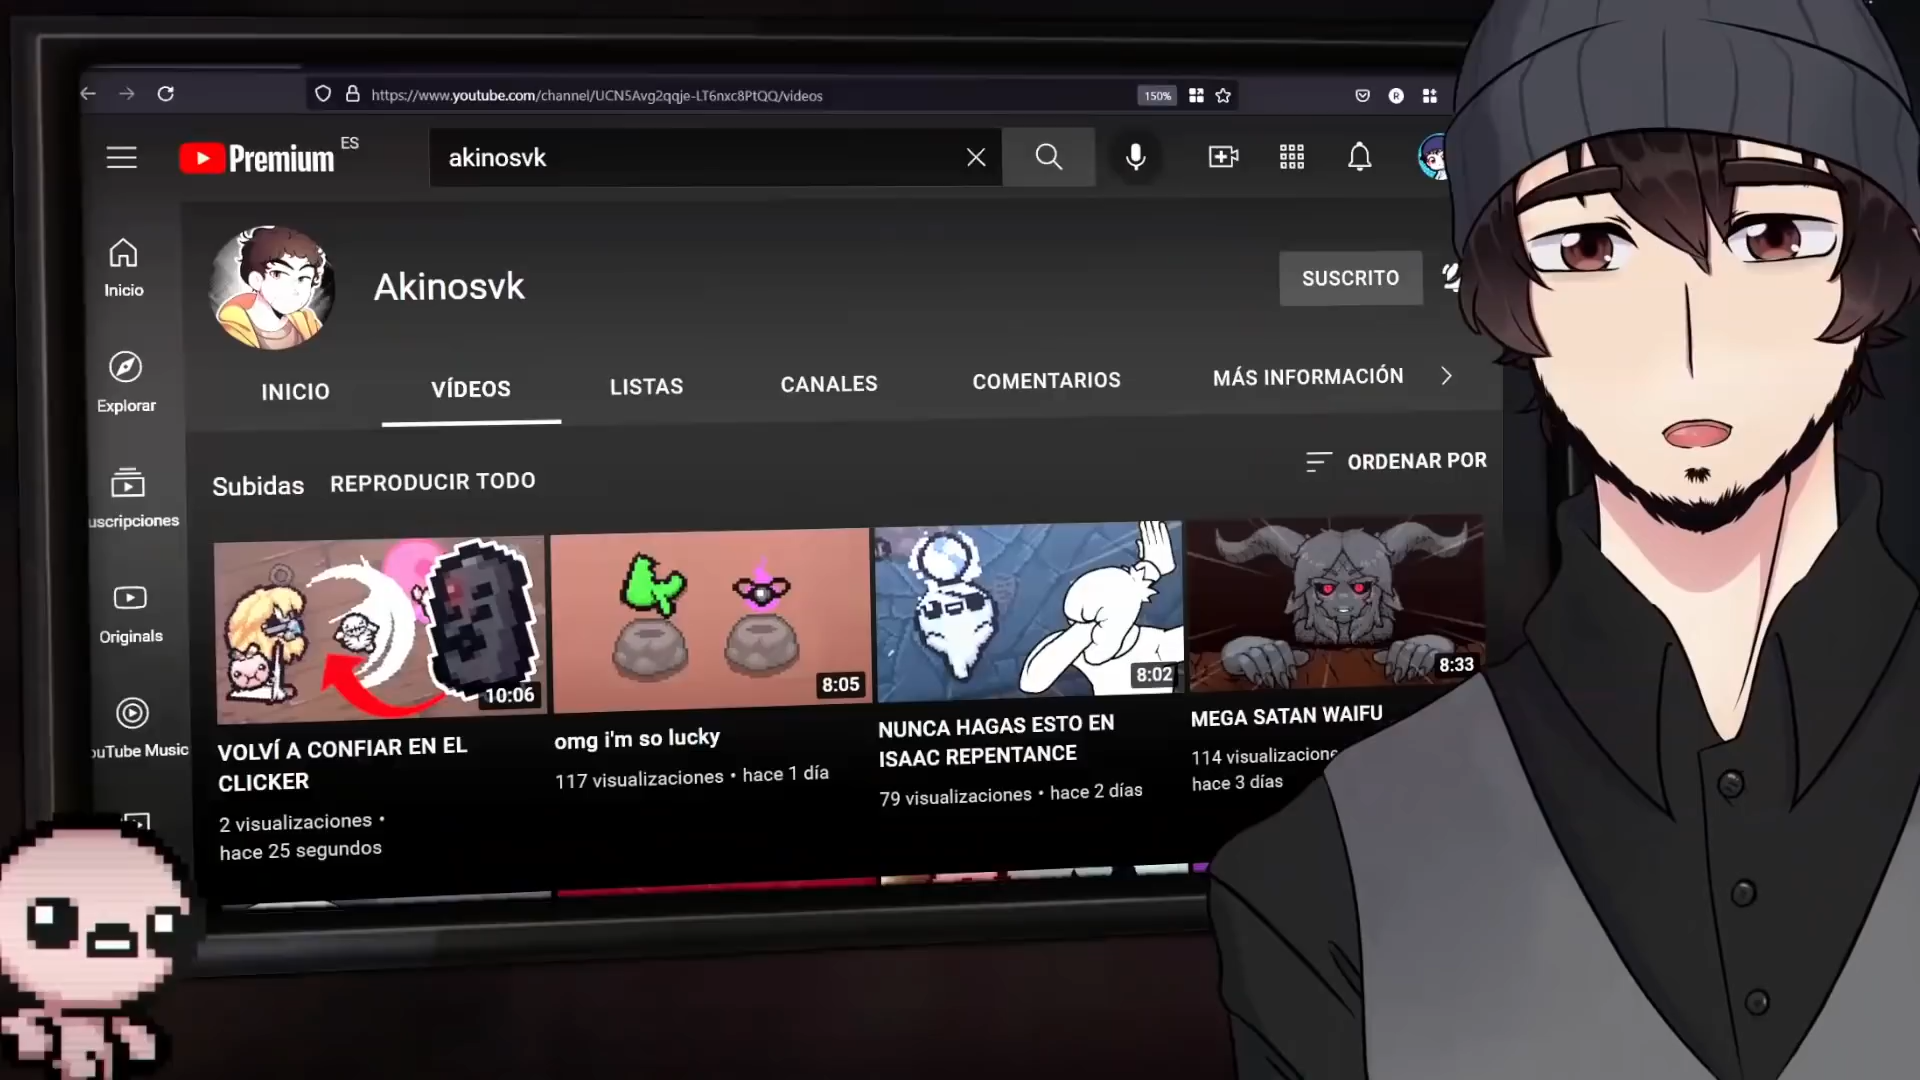 https://www.youtube.com/channel/UCN5Avg2qqje-LT6nxc8PtQQ/videos
150%
R
Premium ES
akinosvk
Inicio
Explorar
uscripciones
Originals
ouTube Music
Akinosvk
SUSCRITO
INICIO
VÍDEOS
LISTAS
CANALES
COMENTARIOS
MÁS INFORMACIÓN
Subidas
REPRODUCIR TODO
ORDENAR POR
10:06
VOLVÍ A CONFIAR EN EL
CLICKER
2 visualizaciones •
hace 25 segundos
8:05
omg i'm so lucky
117 visualizaciones • hace 1 día
8:02
NUNCA HAGAS ESTO EN
ISAAC REPENTANCE
79 visualizaciones • hace 2 días
8:33
MEGA SATAN WAIFU
114 visualizacione
hace 3 días